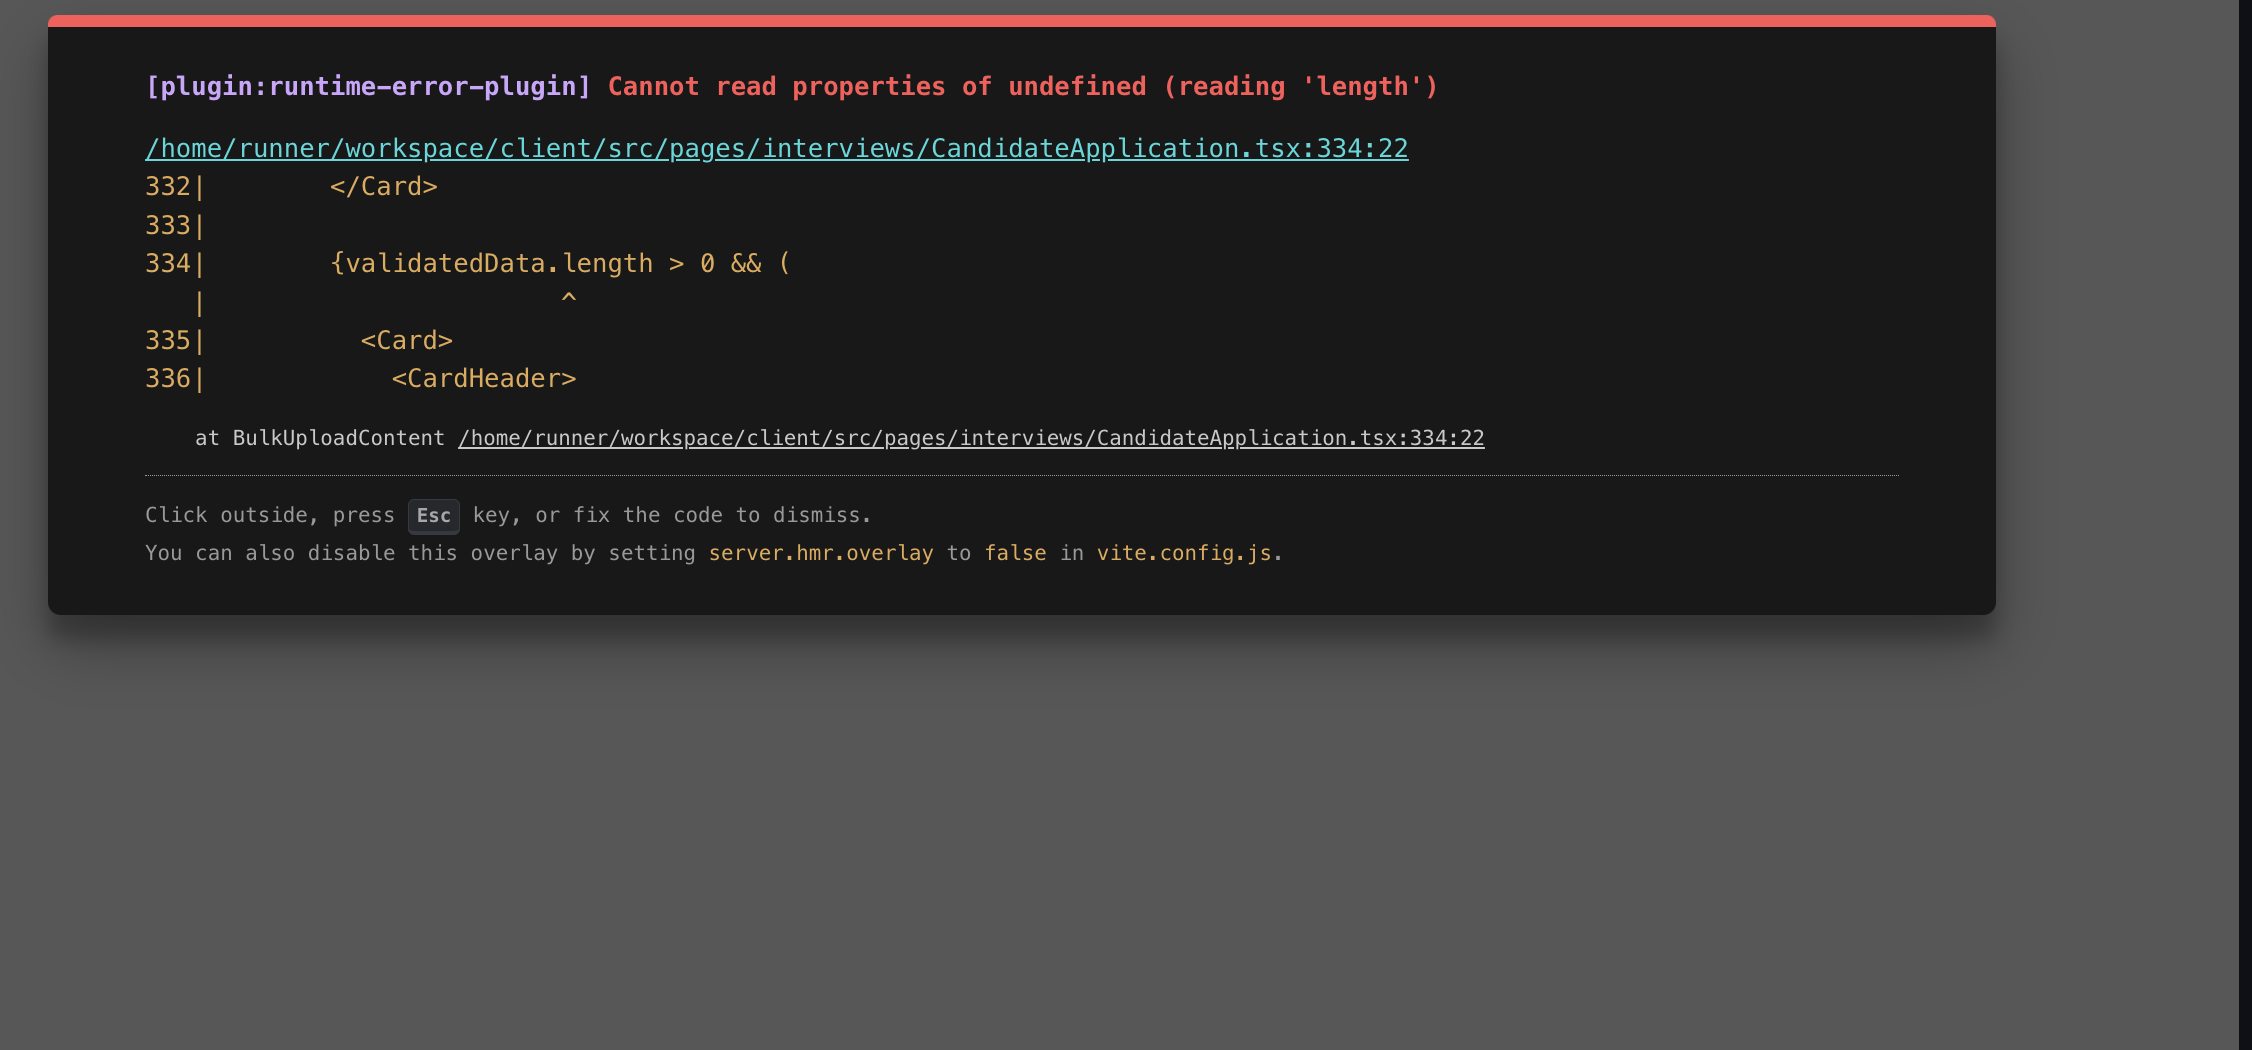 [plugin:runtime-error-plugin] Cannot read properties of undefined (reading 'length')
/home/runner/workspace/client/src/pages/interviews/CandidateApplication.tsx:334:22
332|        </Card>
333|
334|        {validatedData.length > 0 && (
   |                       ^
335|          <Card>
336|            <CardHeader>
    at BulkUploadContent /home/runner/workspace/client/src/pages/interviews/CandidateApplication.tsx:334:22
Click outside, press Esc key, or fix the code to dismiss.
You can also disable this overlay by setting server.hmr.overlay to false in vite.config.js.